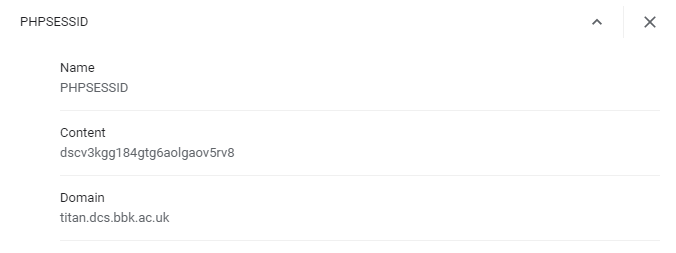 PHPSESSID
Name
PHPSESSID
Content
dscv3kgg184gtg6aolgaov5rv8
Domain
titan.dcs.bbk.ac.uk